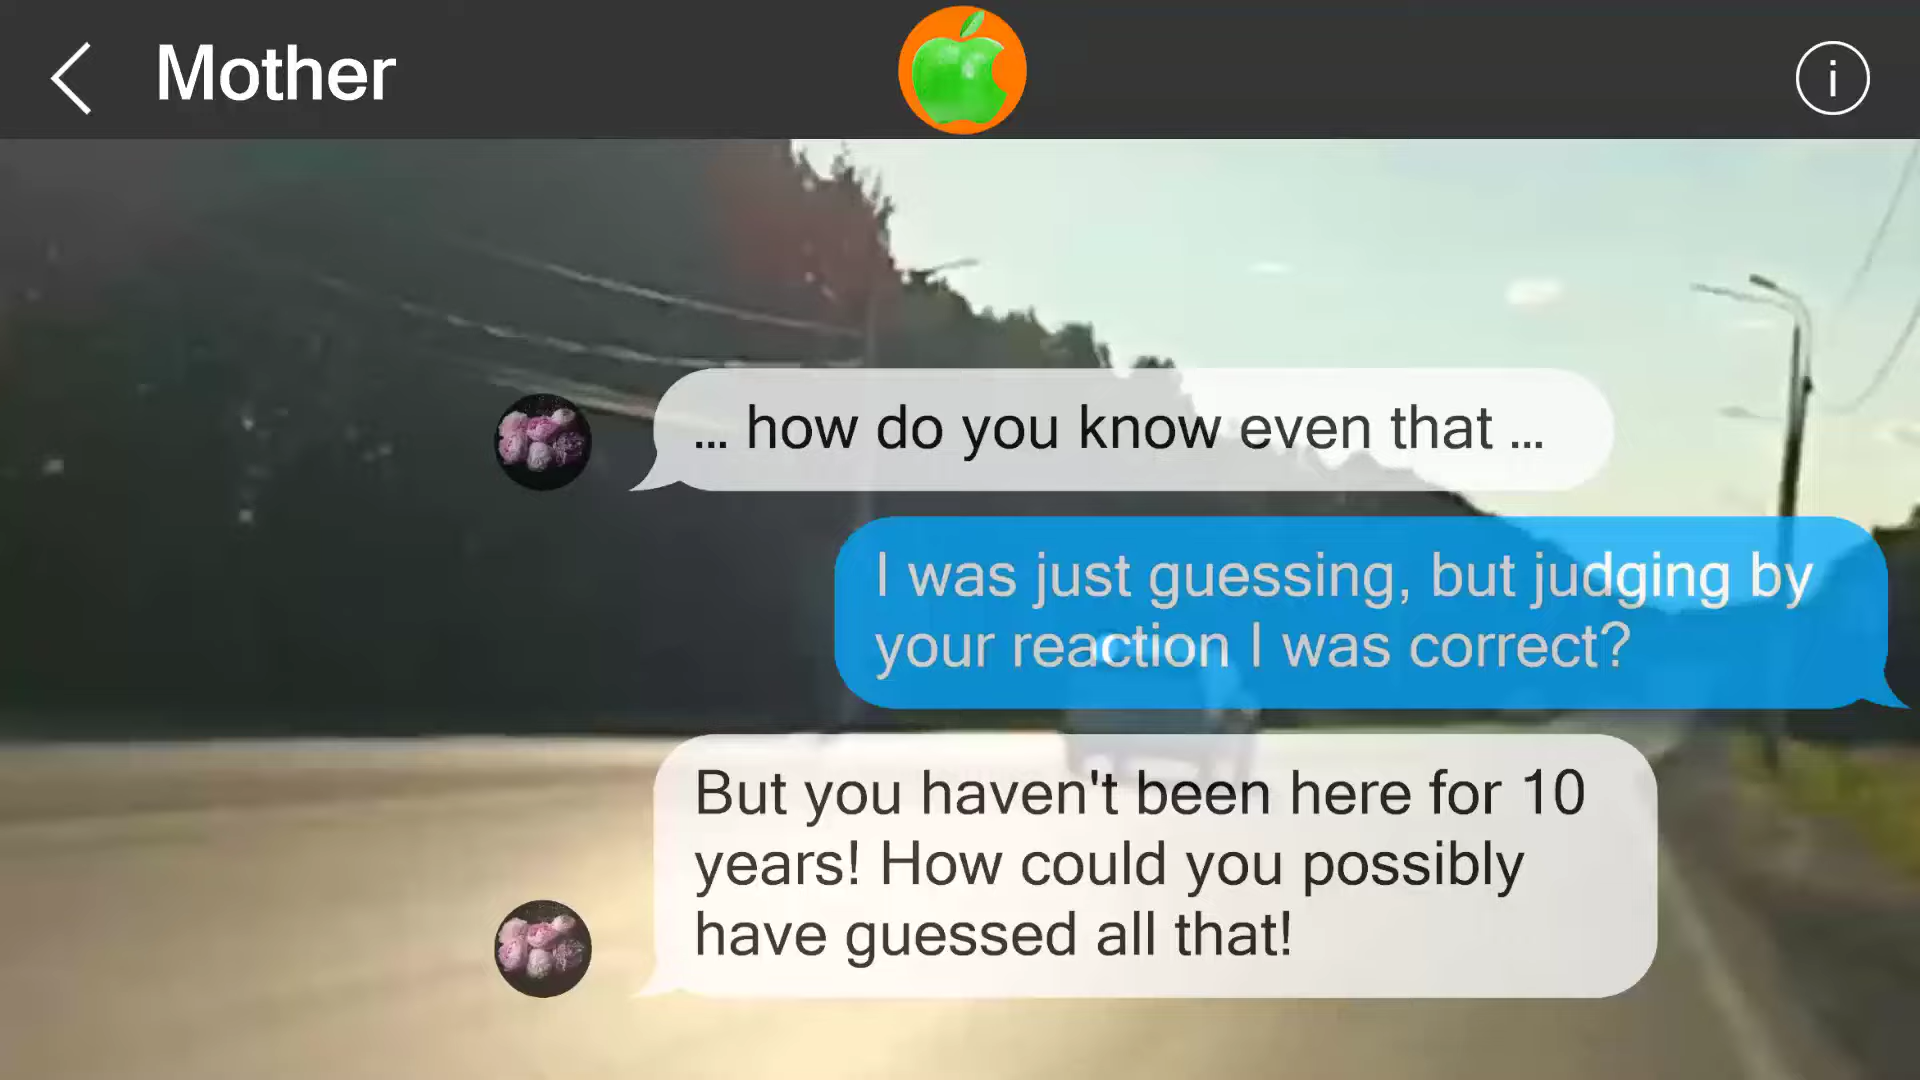 Mother
... how do you know even that ...
I was just guessing, but judging by
your reaction I was correct?
But you haven't been here for 10
years! How could you possibly
have guessed all that!